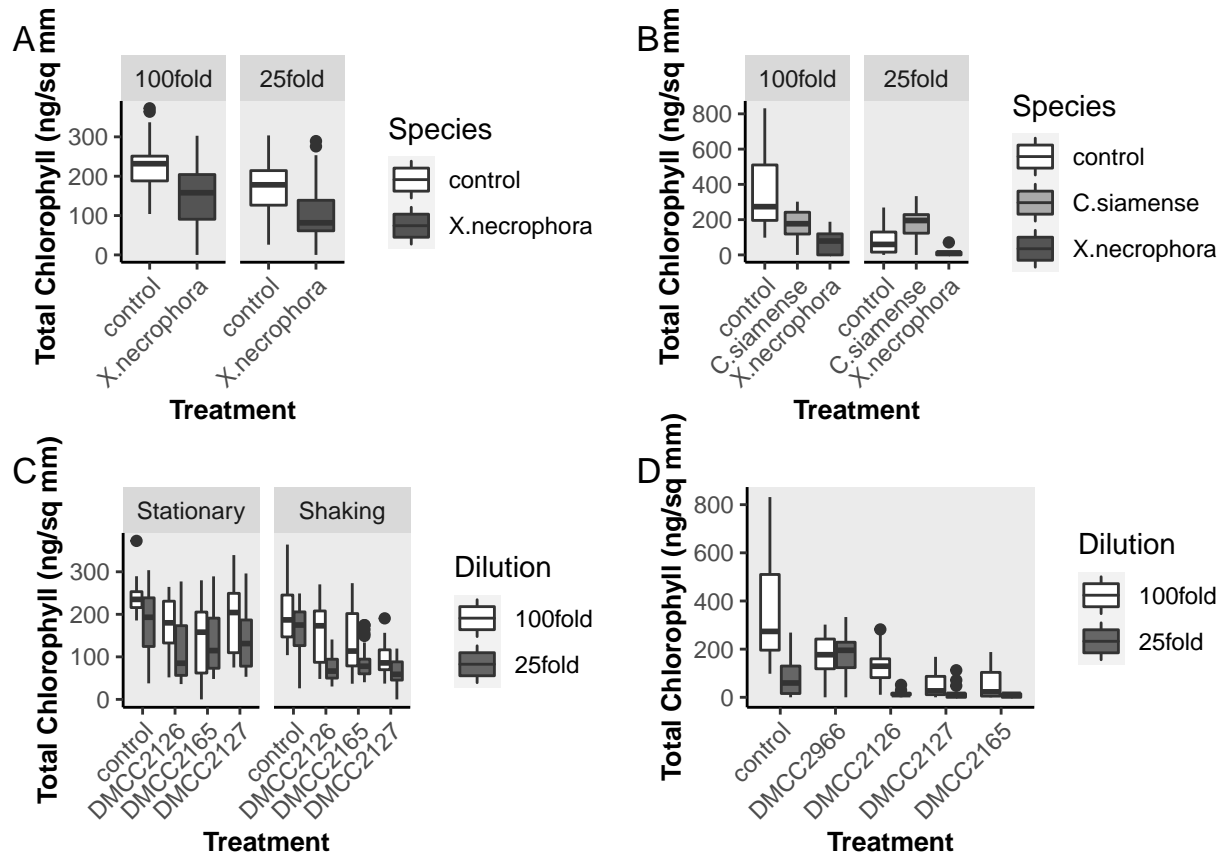 A
Total Chlorophyll (ng/sq mm
100fold
25fold
300
200
100
0
control
X.necrophora
control
X.necrophora
Treatment
Species
control
X.necrophora
B
Total Chlorophyll (ng/sq mm
100fold
25fold
800
600
400
200
0
control
C.siamense
X.necrophora
control
C.siamense
X.necrophora
Treatment
Species
control
C.siamense
X.necrophora
C
Total Chlorophyll (ng/sq mm)
Stationary
Shaking
300
200
100
0
control
DMCC2126
DMCC2165
DMCC2127
control
DMCC2126
DMCC2165
DMCC2127
Treatment
Dilution
100fold
25fold
D
Total Chlorophyll (ng/sq mm)
800
600
400
200
0
control
DMCC2966
DMCC2126
DMCC2127
DMCC2165
Treatment
Dilution
100fold
25fold